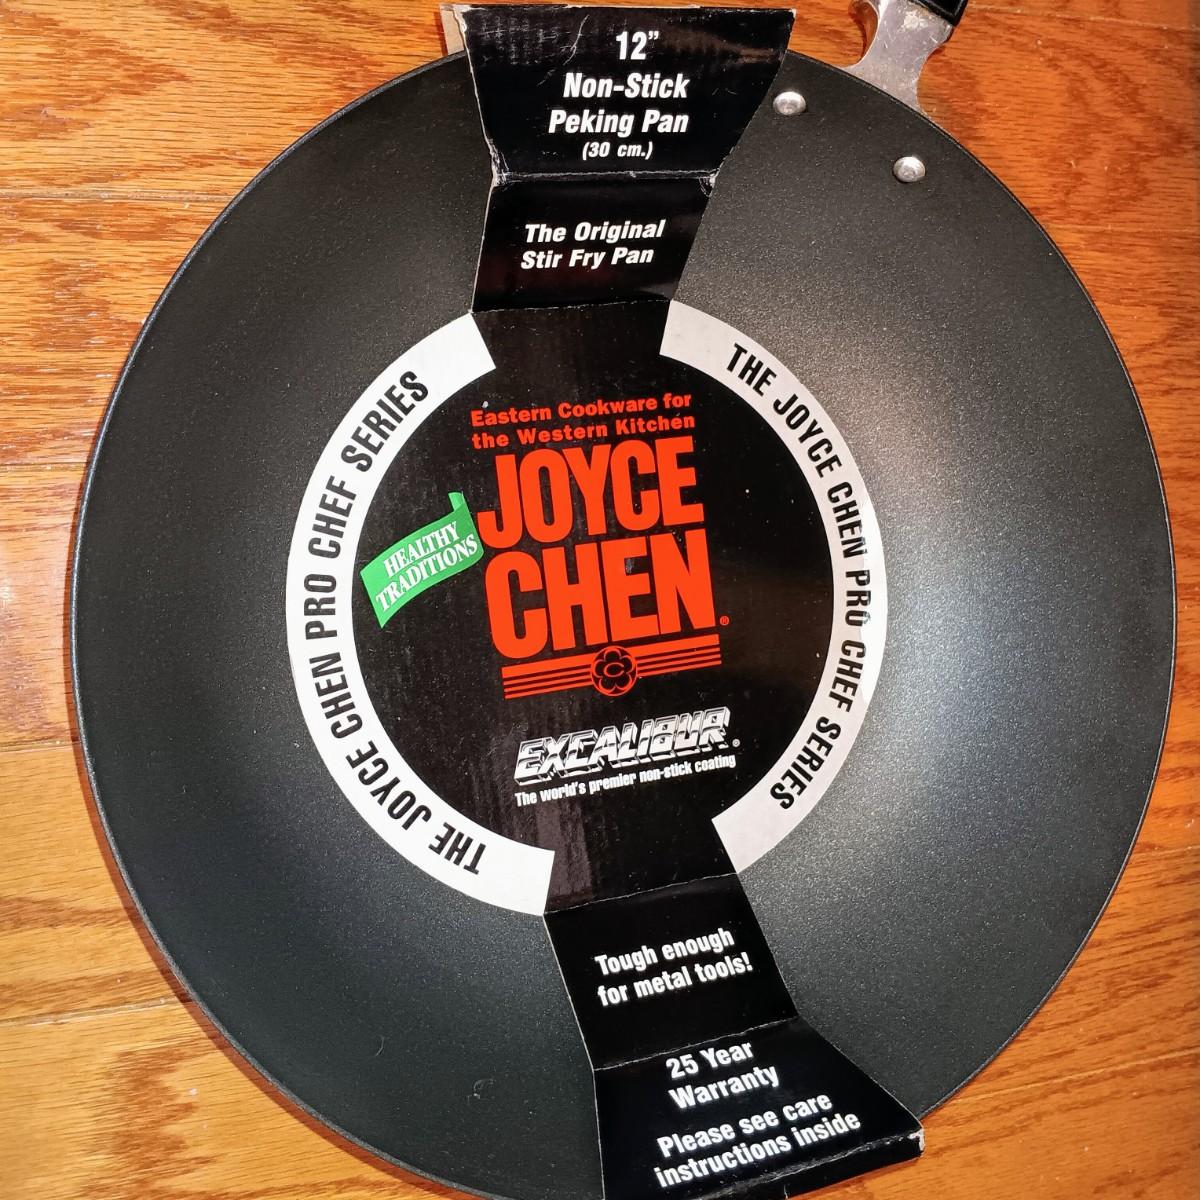 12”
Non-Stick
Peking Pan
(30 cm.)
The Original
Stir Fry Pan
THE JOYCE CHEN PRO CHEF SERIES
THE JOYCE CHEN PRO CHEF SERIES
Eastern Cookware for
the Western Kitchen
JOYCE
CHEN®
HEALTHY
TRADITIONS
C
EXCALIBUR®
The world's premier non-stick coating
Tough enough
for metal tools!
25 Year
Warranty
Please see care
instructions inside